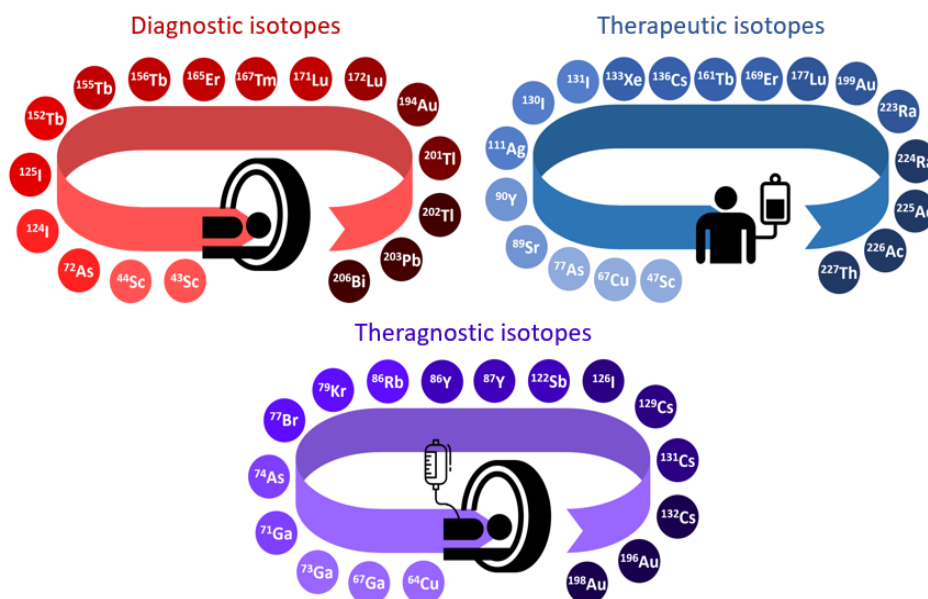 Diagnostic isotopes
⁴³Sc
⁴⁴Sc
⁷²As
¹²⁴I
¹²⁵I
¹⁵²Tb
¹⁵⁵Tb
¹⁵⁶Tb
¹⁶⁵Er
¹⁶⁷Tm
¹⁷¹Lu
¹⁷²Lu
¹⁹⁴Au
²⁰¹Tl
²⁰²Tl
²⁰³Pb
²⁰⁶Bi
Therapeutic isotopes
⁴⁷Sc
⁶⁷Cu
⁷⁷As
⁸⁹Sr
⁹⁰Y
¹¹¹Ag
¹³⁰I
¹³¹I
¹³³Xe
¹³⁶Cs
¹⁶¹Tb
¹⁶⁹Er
¹⁷⁷Lu
¹⁹⁹Au
²²³Ra
²²⁴Ra
²²⁵Ac
²²⁶Ac
²²⁷Th
Theragnostic isotopes
⁶⁴Cu
⁶⁷Ga
⁷³Ga
⁷¹Ga
⁷⁴As
⁷⁷Br
⁷⁹Kr
⁸⁶Rb
⁸⁶Y
⁸⁷Y
¹²²Sb
¹²⁶I
¹²⁹Cs
¹³¹Cs
¹³²Cs
¹⁹⁶Au
¹⁹⁸Au